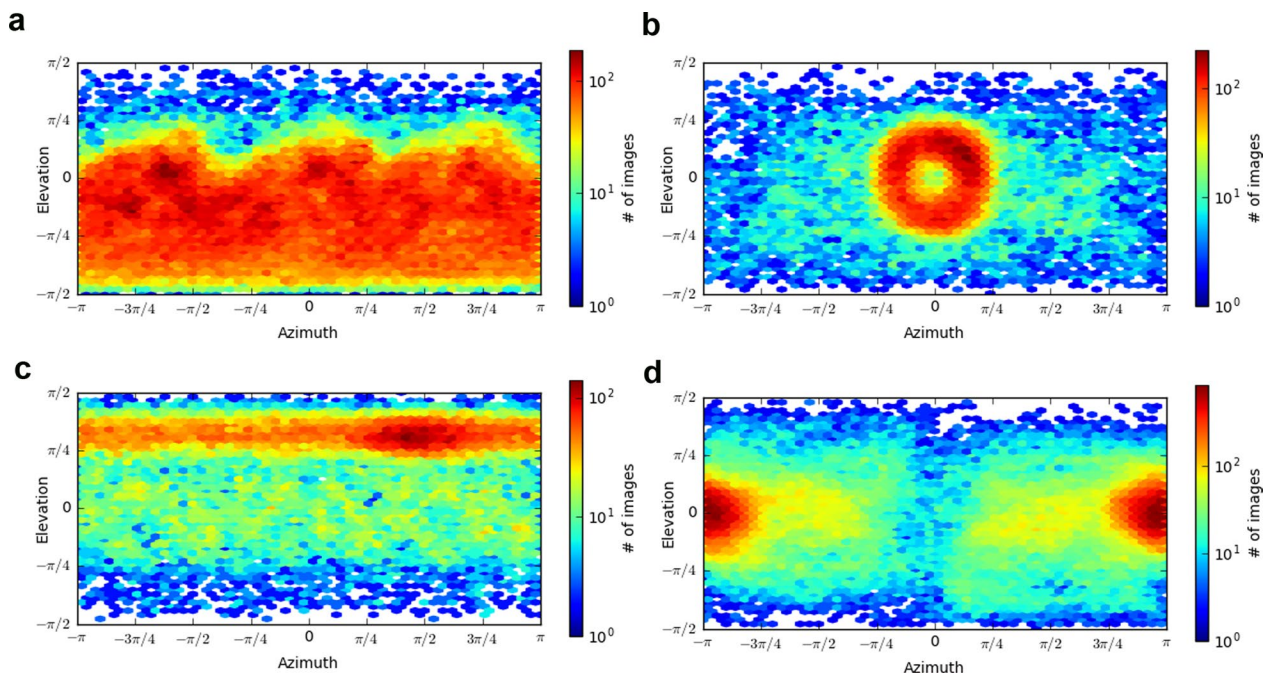 a
π/2
π/4
0
−π/4
−π/2
Elevation
−π
−3π/4
−π/2
−π/4
0
π/4
π/2
3π/4
π
Azimuth
10²
10¹
10⁰
# of images
b
π/2
π/4
0
−π/4
−π/2
Elevation
−π
−3π/4
−π/2
−π/4
0
π/4
π/2
3π/4
π
Azimuth
10²
10¹
10⁰
# of images
c
π/2
π/4
0
−π/4
−π/2
Elevation
−π
−3π/4
−π/2
−π/4
0
π/4
π/2
3π/4
π
Azimuth
10²
10¹
10⁰
# of images
d
π/2
π/4
0
−π/4
−π/2
Elevation
−π
−3π/4
−π/2
−π/4
0
π/4
π/2
3π/4
π
Azimuth
10²
10¹
10⁰
# of images